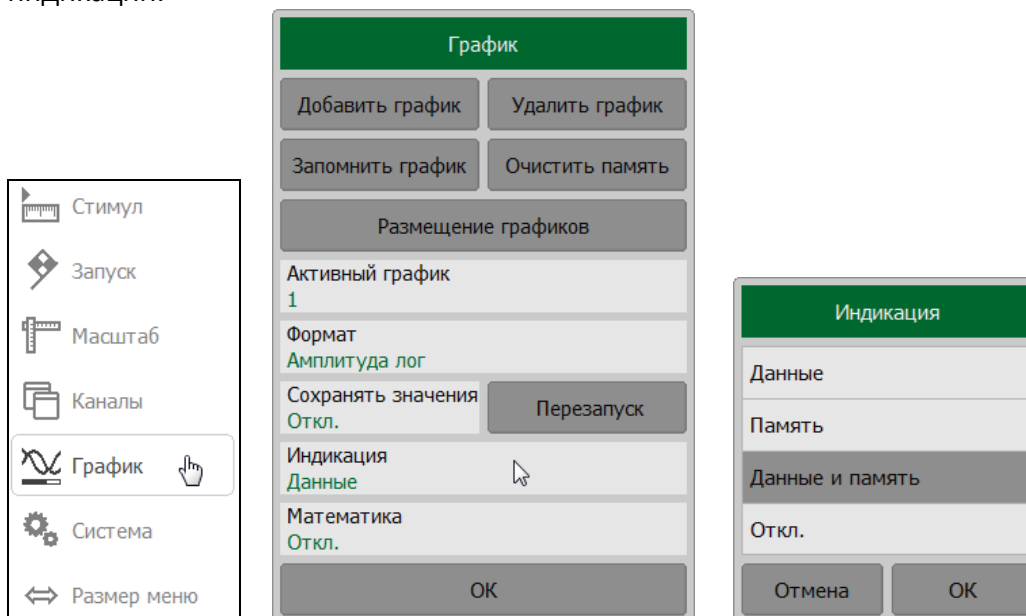 График
Добавить график
Удалить график
Запомнить график
Очистить память
Размещение графиков
Активный график
1
Формат
Амплитуда лог
Сохранять значения
Откл.
Перезапуск
Индикация
Данные
Математика
Откл.
ОК
Стимул
Запуск
Масштаб
Каналы
График
Система
Размер меню
Индикация
Данные
Память
Данные и память
Откл.
Отмена
ОК